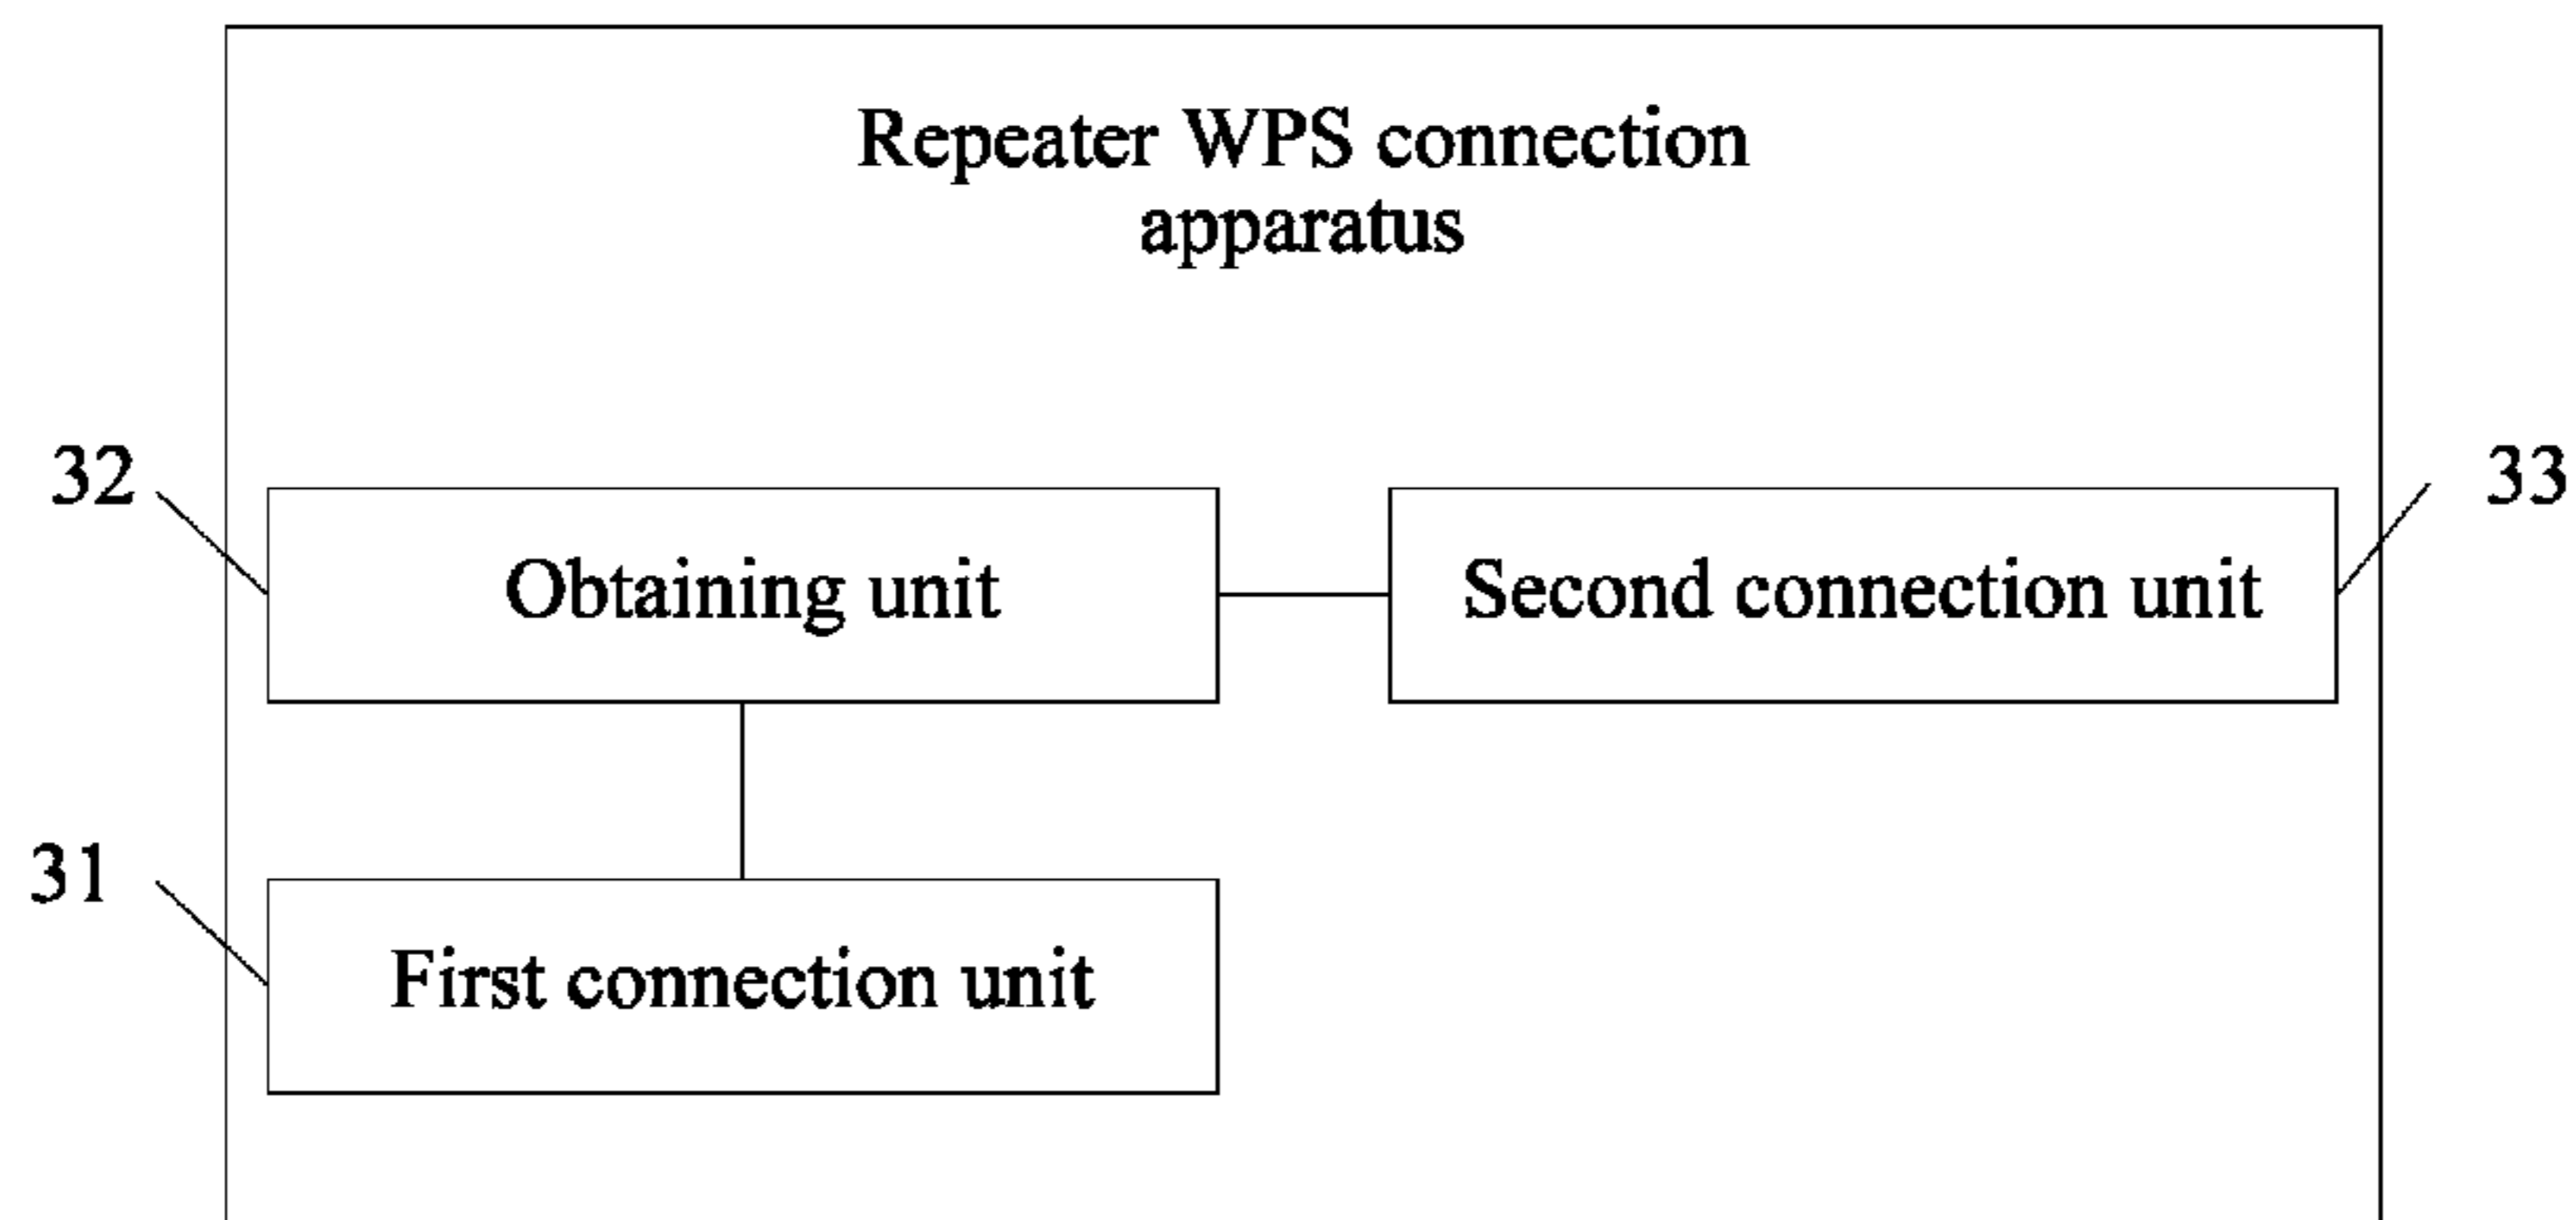 Repeater WPS connection
apparatus
32
Obtaining unit
Second connection unit
33
31
First connection unit